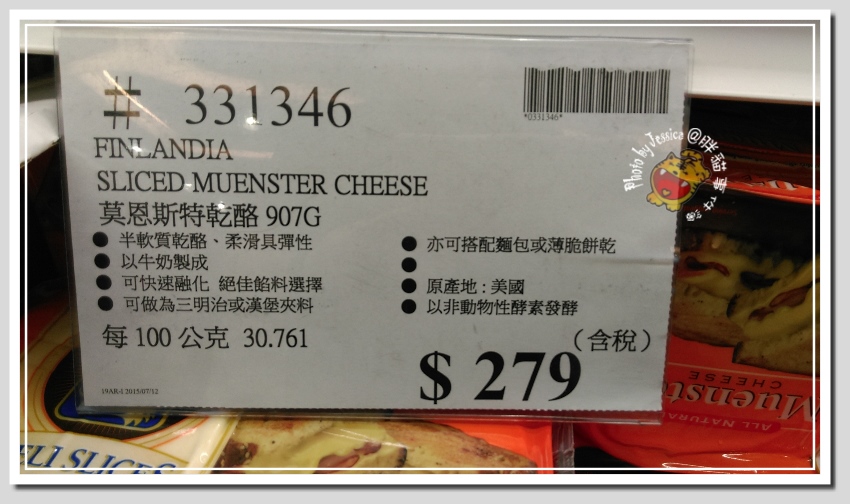 # 331346
*0331346*
FINLANDIA
SLICED MUENSTER CHEESE
莫恩斯特乾酪 907G
● 半軟質乾酪、柔滑具彈性
● 以牛奶製成
● 可快速融化 絕佳餡料選擇
● 可做為三明治或漢堡夾料
● 亦可搭配麵包或薄脆餅乾
●
● 原產地 : 美國
● 以非動物性酵素發酵
每 100 公克 30.761
(含稅)
$ 279
19AR-1 2015/07/12
Photo by Jessica @胖貓
ELI SLICES
Muenst
CHEESE
ALL NATURA